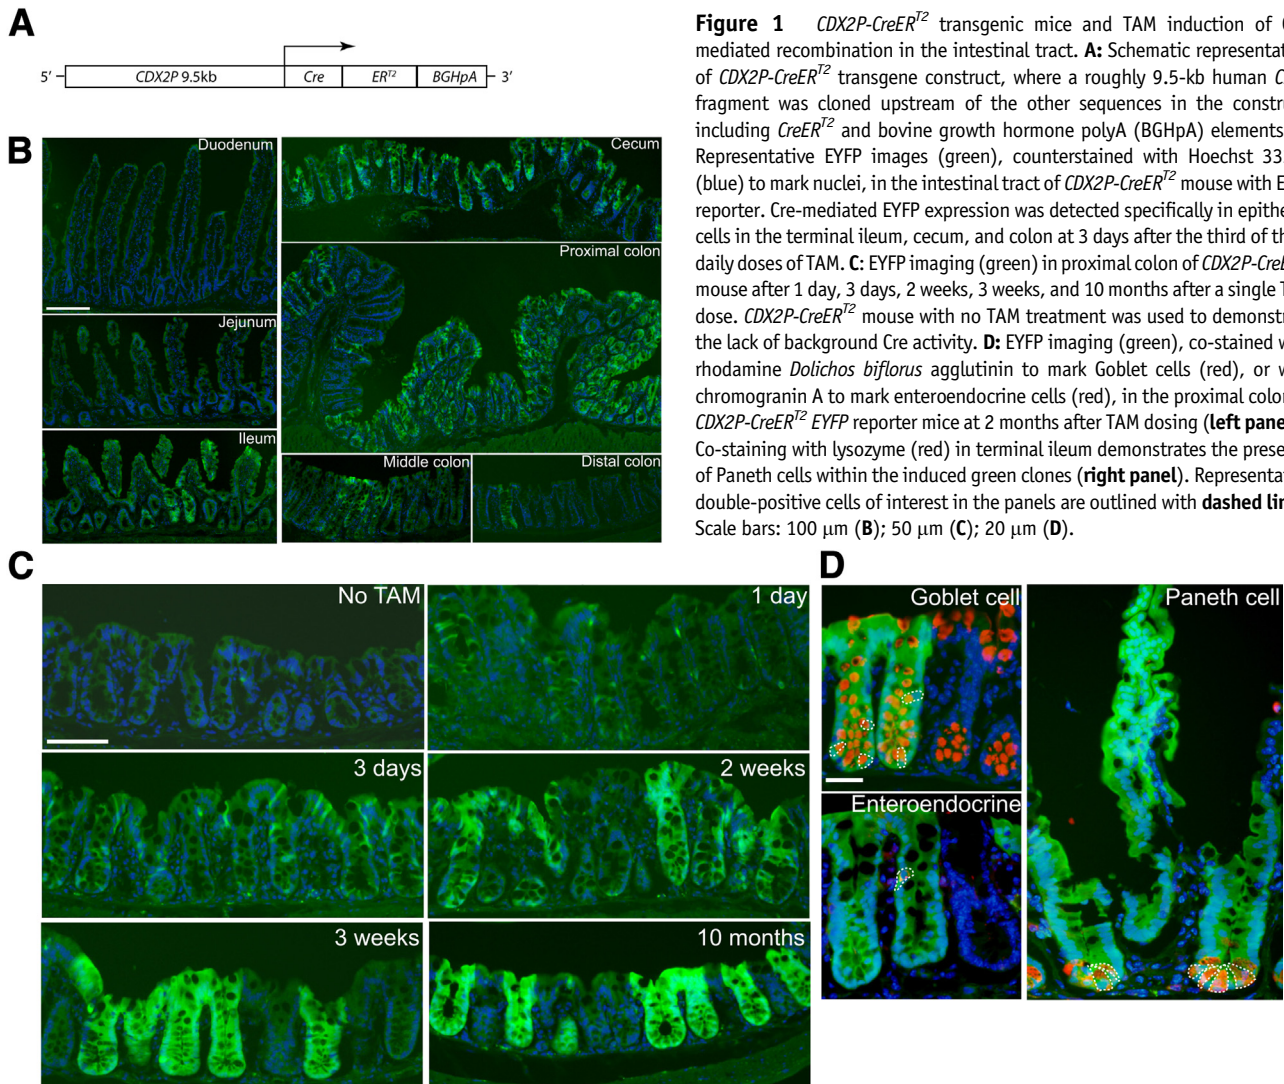 A
5′
CDX2P 9.5kb
Cre
ER^T2
BGHpA
3′
Figure 1 CDX2P-CreER^T2 transgenic mice and TAM induction of
mediated recombination in the intestinal tract. A: Schematic
of CDX2P-CreER^T2 transgene construct, where a roughly 9.5-kb human
fragment was cloned upstream of the other sequences in the
including CreER^T2 and bovine growth hormone polyA (BGHpA) elements
Representative EYFP images (green), counterstained with Hoechst
(blue) to mark nuclei, in the intestinal tract of CDX2P-CreER^T2 mouse with
reporter. Cre-mediated EYFP expression was detected specifically in
cells in the terminal ileum, cecum, and colon at 3 days after the third of
daily doses of TAM. C: EYFP imaging (green) in proximal colon of
mouse after 1 day, 3 days, 2 weeks, 3 weeks, and 10 months after a single
dose. CDX2P-CreER^T2 mouse with no TAM treatment was used to
the lack of background Cre activity. D: EYFP imaging (green), co-stained
rhodamine Dolichos biflorus agglutinin to mark Goblet cells (red), or
chromogranin A to mark enteroendocrine cells (red), in the proximal colon
CDX2P-CreER^T2 EYFP reporter mice at 2 months after TAM dosing (left
Co-staining with lysozyme (red) in terminal ileum demonstrates the
of Paneth cells within the induced green clones (right panel).
double-positive cells of interest in the panels are outlined with dashed
Scale bars: 100 μm (B); 50 μm (C); 20 μm (D).
B
Duodenum
Jejunum
Ileum
Cecum
Proximal colon
Middle colon
Distal colon
C
No TAM
1 day
3 days
2 weeks
3 weeks
10 months
D
Goblet cell
Enteroendocrine
Paneth cell